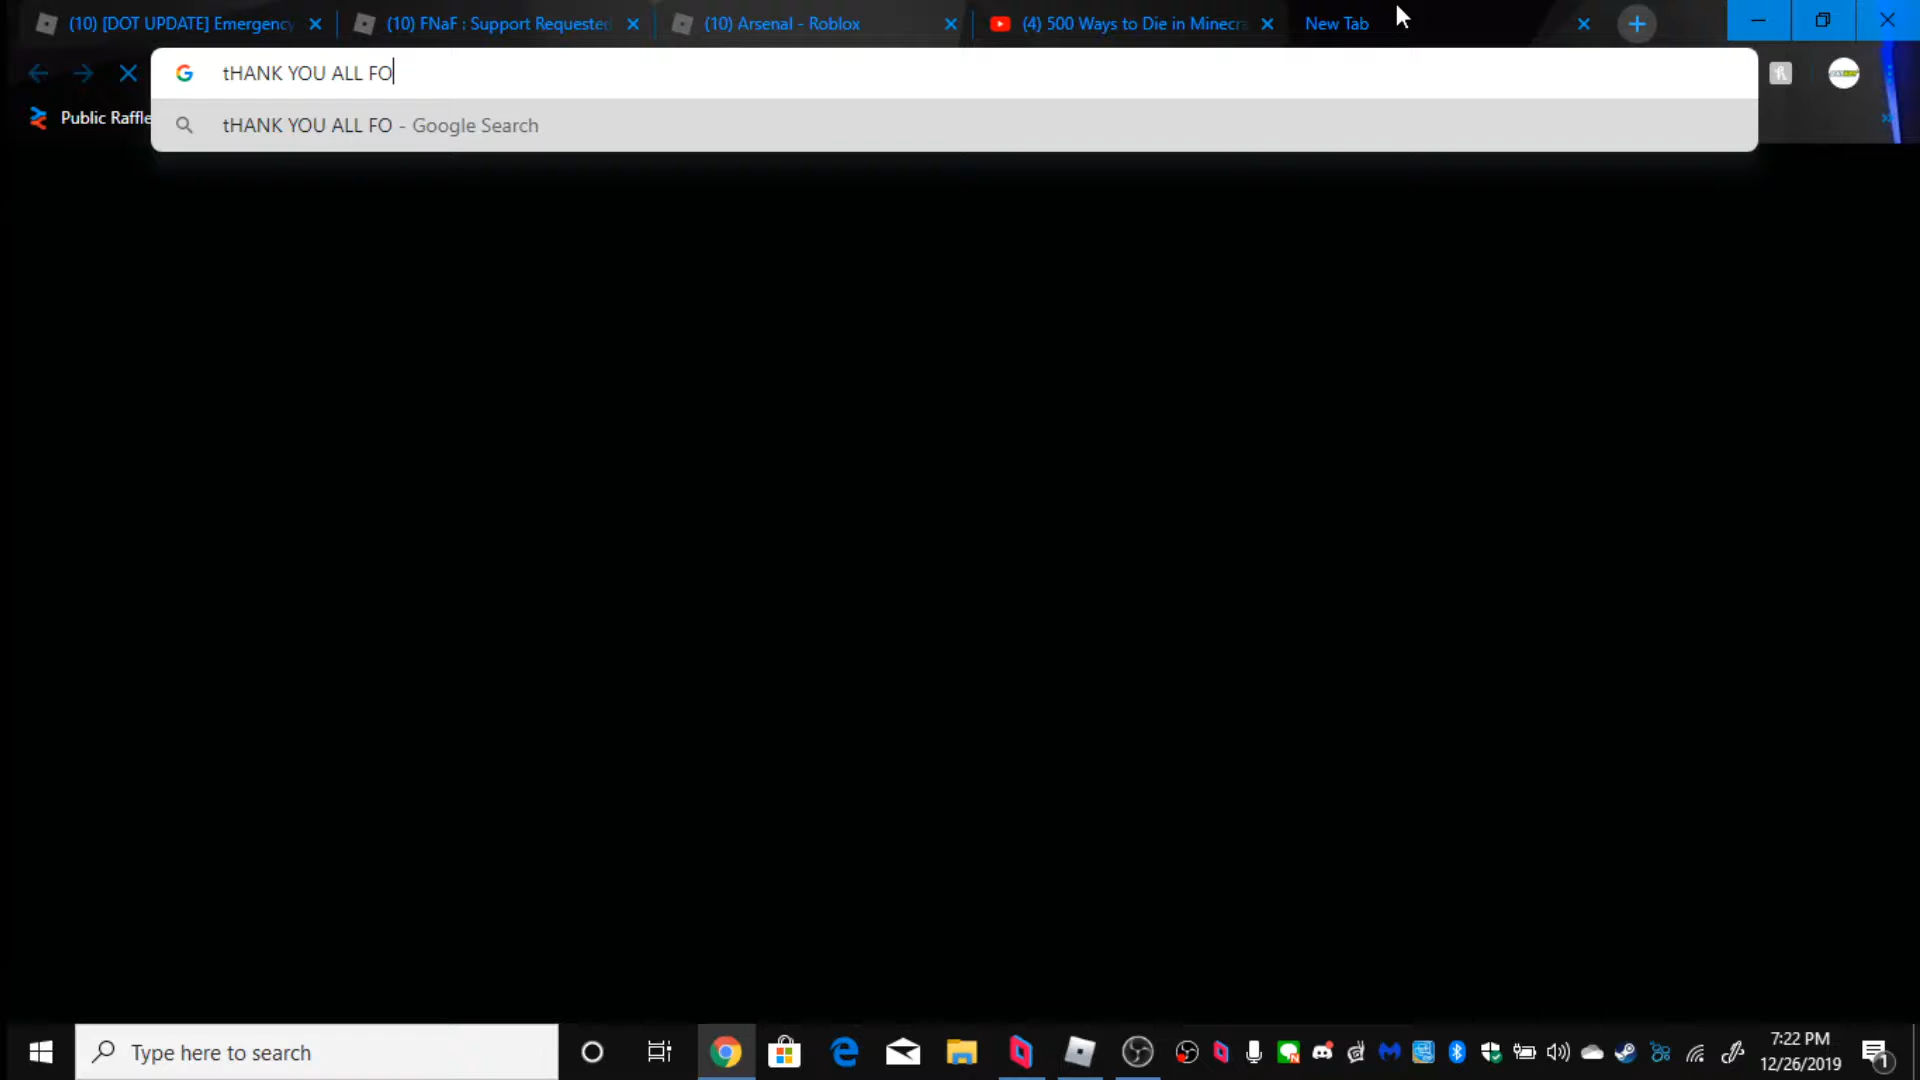 (10) [DOT UPDATE] Emergency
(10) FNaF : Support Requested
(10) Arsenal - Roblox
(4) 500 Ways to Die in Minecra
New Tab
tHANK YOU ALL FO
Public Raffle
tHANK YOU ALL FO - Google Search
Type here to search
7:22 PM
12/26/2019
1